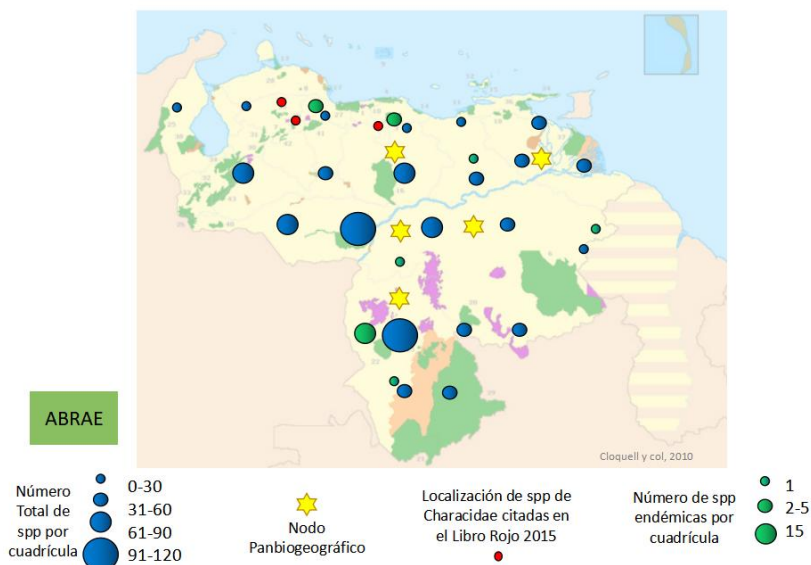 Cloquell y col, 2010
ABRAE
Número
Total de
spp por
cuadrícula
0-30
31-60
61-90
91-120
Nodo
Panbiogeográfico
Localización de spp de
Characidae citadas en
el Libro Rojo 2015
Número de spp
endémicas por
cuadrícula
1
2-5
15